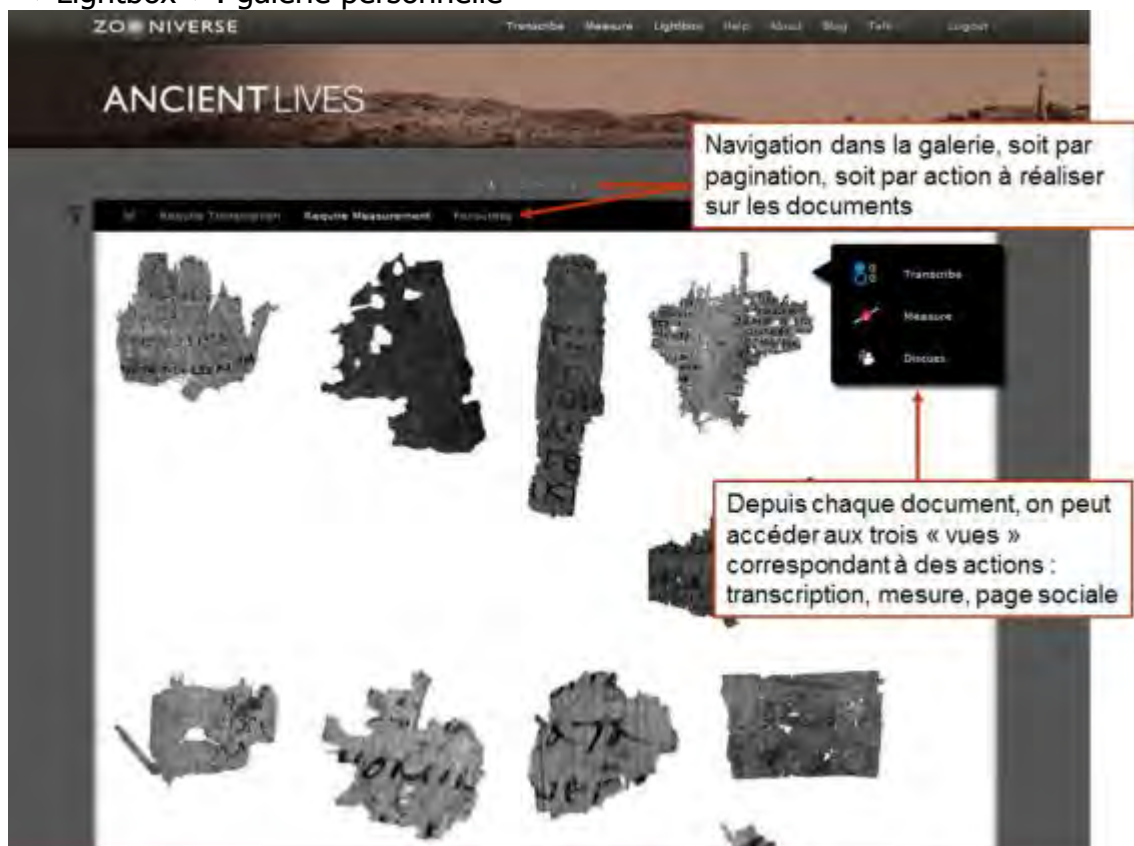 « Lightbox » : galerie personnelle
ZOONIVERSE
Transcribe Measure Lightbox Help About Blog Talk Logout
ANCIENT LIVES
Navigation dans la galerie, soit par
pagination, soit par action à réaliser
sur les documents
All Require Transcription Require Measurement Favourites
Transcribe
Measure
Discuss
Depuis chaque document, on peut
accéder aux trois « vues »
correspondant à des actions :
transcription, mesure, page sociale